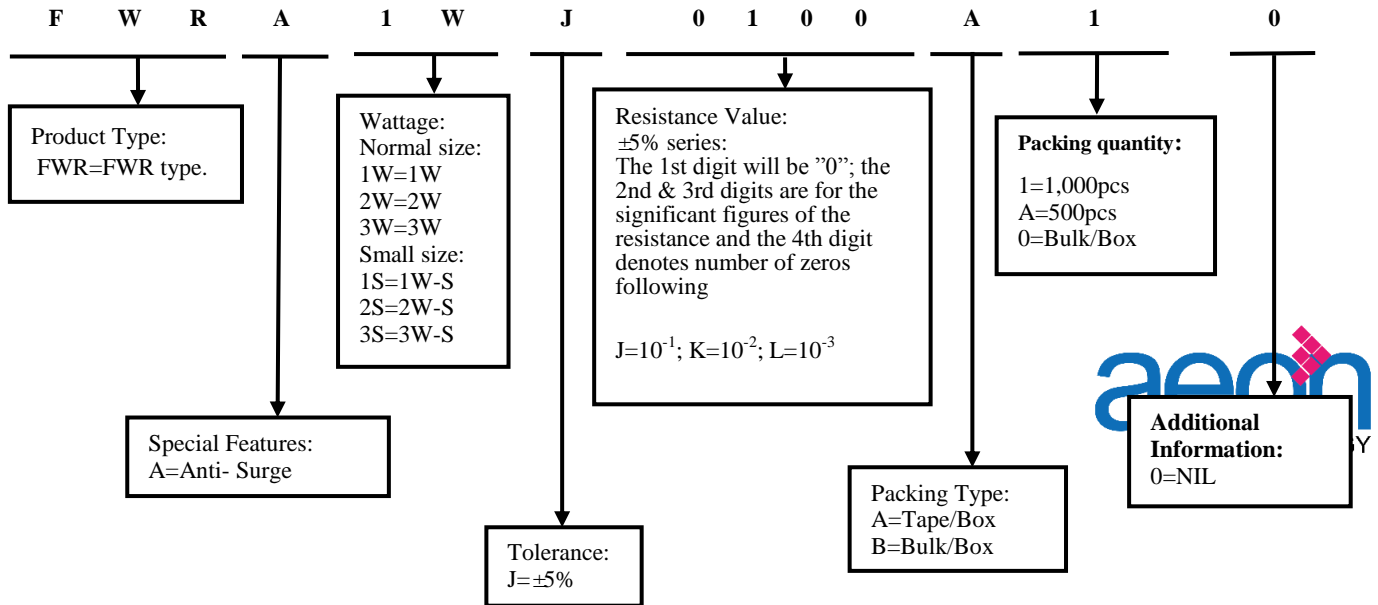 F W R A 1 W J 0 1 0 0 A 1 0
Product Type:
FWR=FWR type.
Wattage:
Normal size:
1W=1W
2W=2W
3W=3W
Small size:
1S=1W-S
2S=2W-S
3S=3W-S
Resistance Value:
±5% series:
The 1st digit will be ”0”; the
2nd & 3rd digits are for the
significant figures of the
resistance and the 4th digit
denotes number of zeros
following
J=10⁻¹; K=10⁻²; L=10⁻³
Packing quantity:
1=1,000pcs
A=500pcs
0=Bulk/Box
Special Features:
A=Anti- Surge
Tolerance:
J=±5%
Packing Type:
A=Tape/Box
B=Bulk/Box
Additional
Information:
0=NIL